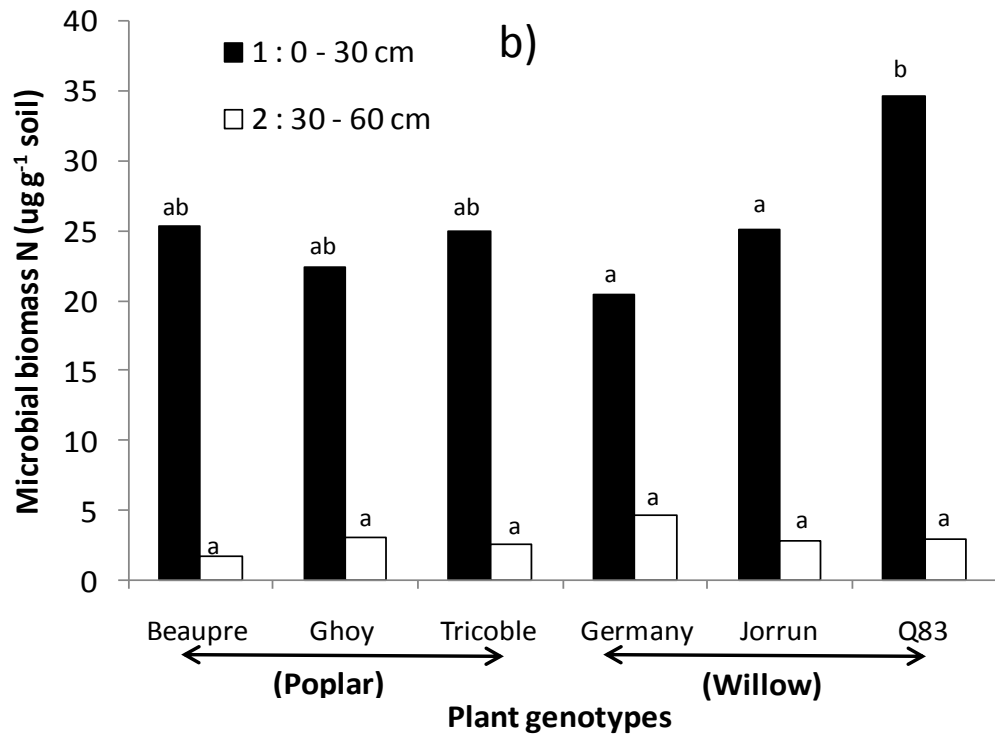 b)
1 : 0 - 30 cm
2 : 30 - 60 cm
Microbial biomass N (ug g⁻¹ soil)
40
35
30
25
20
15
10
5
0
ab
a
ab
a
ab
a
a
a
a
a
b
a
Beaupre Ghoy Tricoble Germany Jorrun Q83
(Poplar) (Willow)
Plant genotypes